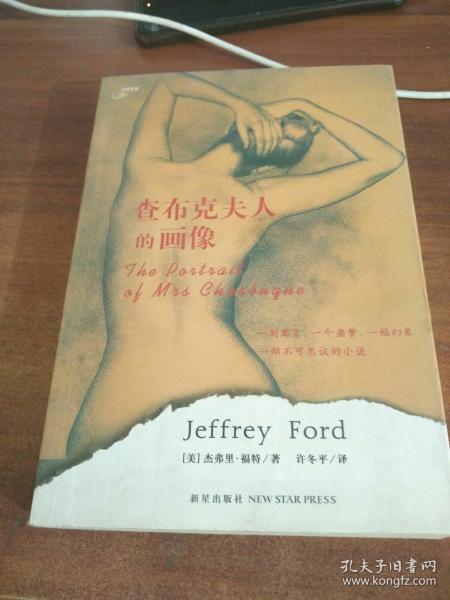 查布克夫人
的画像
The Portrait
of Mrs Charbuque
一则寓言、一个噩梦、一幅幻象
一部不可思议的小说
Jeffrey Ford
[美]杰弗里·福特/著 许冬平/译
新星出版社 NEW STAR PRESS
孔夫子旧书网
www.kongfz.com